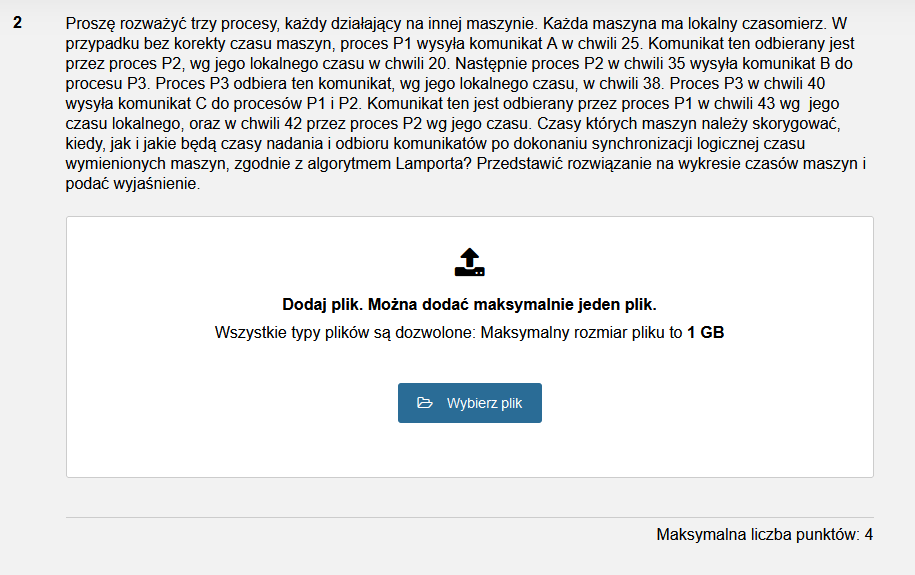 2
Proszę rozważyć trzy procesy, każdy działający na innej maszynie. Każda maszyna ma lokalny czasomierz. W
przypadku bez korekty czasu maszyn, proces P1 wysyła komunikat A w chwili 25. Komunikat ten odbierany jest
przez proces P2, wg jego lokalnego czasu w chwili 20. Następnie proces P2 w chwili 35 wysyła komunikat B do
procesu P3. Proces P3 odbiera ten komunikat, wg jego lokalnego czasu, w chwili 38. Proces P3 w chwili 40
wysyła komunikat C do procesów P1 i P2. Komunikat ten jest odbierany przez proces P1 w chwili 43 wg jego
czasu lokalnego, oraz w chwili 42 przez proces P2 wg jego czasu. Czasy których maszyn należy skorygować,
kiedy, jak i jakie będą czasy nadania i odbioru komunikatów po dokonaniu synchronizacji logicznej czasu
wymienionych maszyn, zgodnie z algorytmem Lamporta? Przedstawić rozwiązanie na wykresie czasów maszyn i
podać wyjaśnienie.
Dodaj plik. Można dodać maksymalnie jeden plik.
Wszystkie typy plików są dozwolone: Maksymalny rozmiar pliku to 1 GB
Wybierz plik
Maksymalna liczba punktów: 4